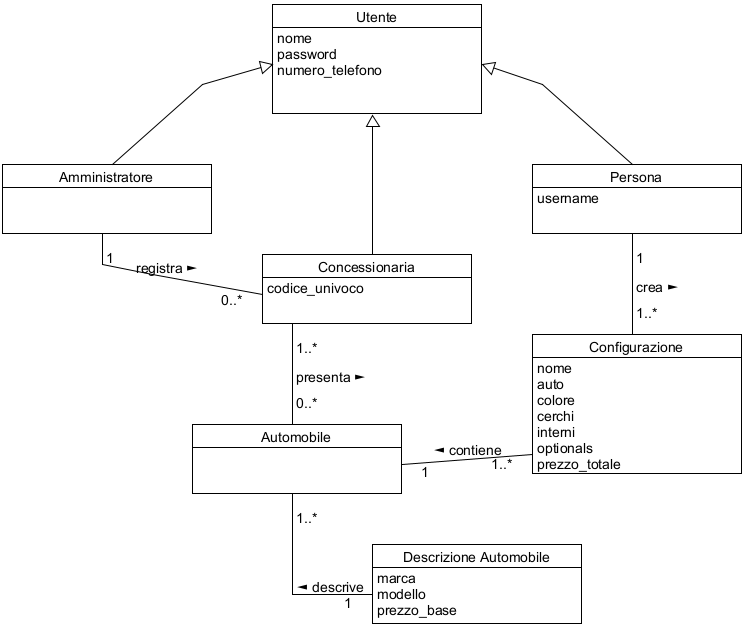 Utente
nome
password
numero_telefono
Amministratore
Persona
username
1
registra ►
0..*
Concessionaria
codice_univoco
1
crea ►
1..*
1..*
presenta ►
0..*
Configurazione
nome
auto
colore
cerchi
interni
optionals
prezzo_totale
Automobile
◄ contiene
1
1..*
1..*
◄ descrive
1
Descrizione Automobile
marca
modello
prezzo_base